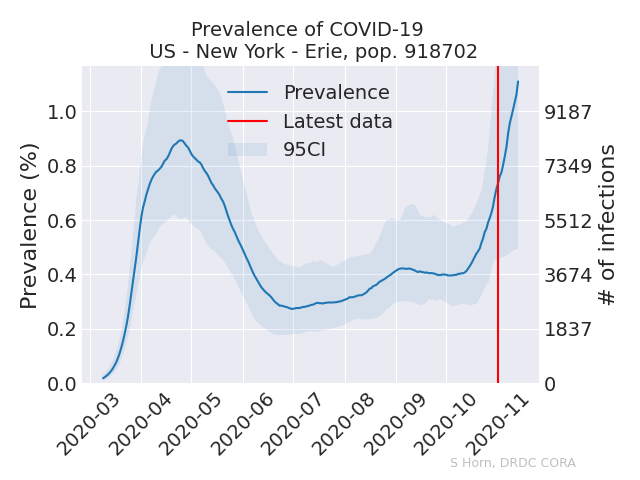 Prevalence of COVID-19
US - New York - Erie, pop. 918702
Prevalence
Latest data
95CI
Prevalence (%)
1.0
0.8
0.6
0.4
0.2
0.0
9187
7349
5512
3674
1837
0
# of infections
2020-03
2020-04
2020-05
2020-06
2020-07
2020-08
2020-09
2020-10
2020-11
S Horn, DRDC CORA